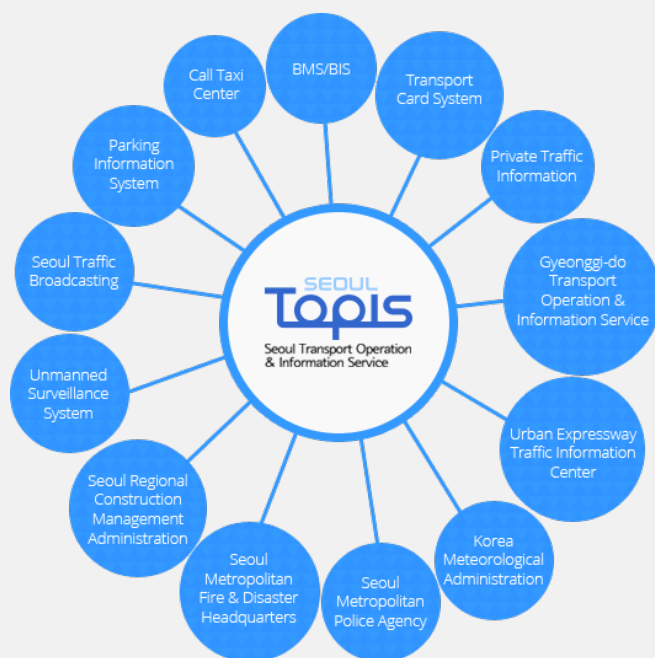 BMS/BIS
Transport
Card System
Private Traffic
Information
Gyeonggi-do
Transport
Operation &
Information Service
Urban Expressway
Traffic Information
Center
Korea
Meteorological
Administration
Seoul
Metropolitan
Police Agency
Seoul
Metropolitan
Fire & Disaster
Headquarters
Seoul Regional
Construction
Management
Administration
Unmanned
Surveillance
System
Seoul Traffic
Broadcasting
Parking
Information
System
Call Taxi
Center
SEOUL
Topis
Seoul Transport Operation
& Information Service